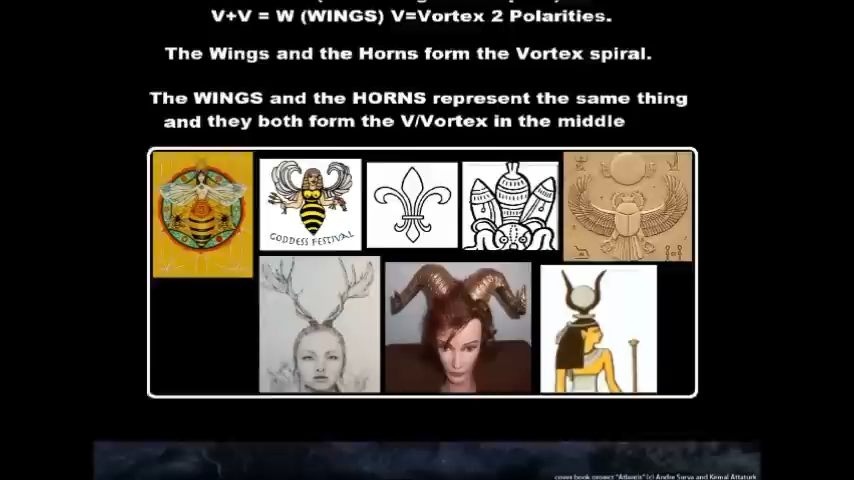 V+V = W (WINGS) V=Vortex 2 Polarities.
The Wings and the Horns form the Vortex spiral.
The WINGS and the HORNS represent the same thing
and they both form the V/Vortex in the middle
GODDESS FESTIVAL
cover book project "Atlantis" (c) Andre Surya and Kemal Attaturk